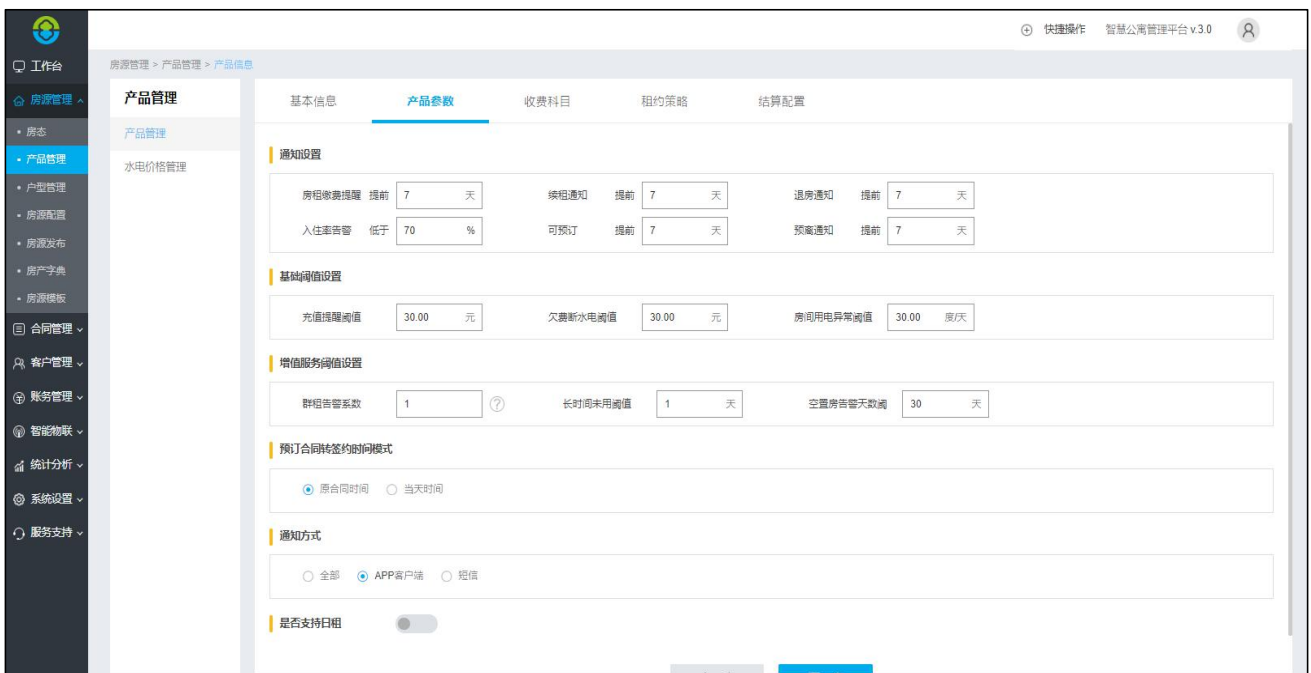 快捷操作 智慧公寓管理平台 v.3.0
工作台
房源管理
房态
产品管理
户型管理
房源配置
房源发布
房产字典
房源模板
合同管理
客户管理
账务管理
智能物联
统计分析
系统设置
服务支持
房源管理 > 产品管理 > 产品信息
产品管理
产品管理
水电价格管理
基本信息 产品参数 收费科目 租约策略 结算配置
通知设置
房租缴费提醒 提前 7 天 续租通知 提前 7 天 退房通知 提前 7 天
入住率告警 低于 70 % 可预订 提前 7 天 预离通知 提前 7 天
基础阈值设置
充值提醒阈值 30.00 元 欠费断水电阈值 30.00 元 房间用电异常阈值 30.00 度/天
增值服务阈值设置
群租告警系数 1 ? 长时间未用阈值 1 天 空置房告警天数阈 30 天
预订合同转签约时间模式
原合同时间 当天时间
通知方式
全部 APP客户端 短信
是否支持日租